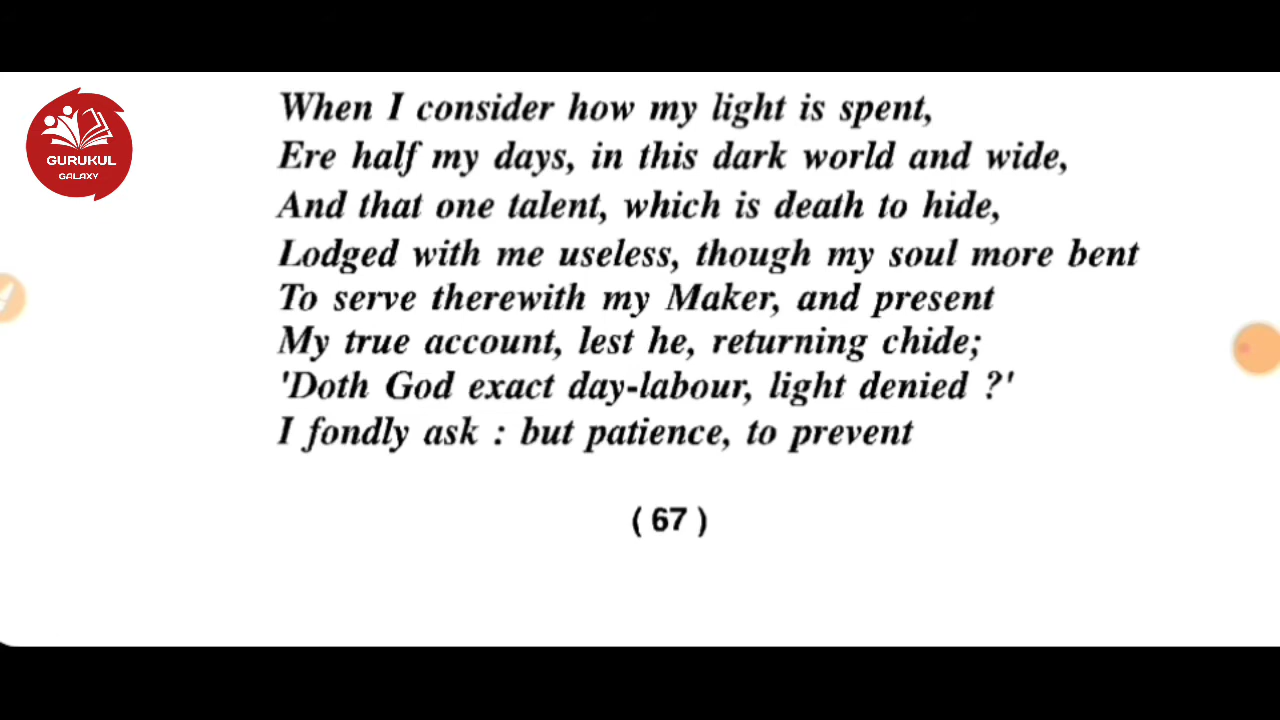 GURUKUL
GALAXY
When I consider how my light is spent,
Ere half my days, in this dark world and wide,
And that one talent, which is death to hide,
Lodged with me useless, though my soul more bent
To serve therewith my Maker, and present
My true account, lest he, returning chide;
'Doth God exact day-labour, light denied ?'
I fondly ask : but patience, to prevent
( 67 )